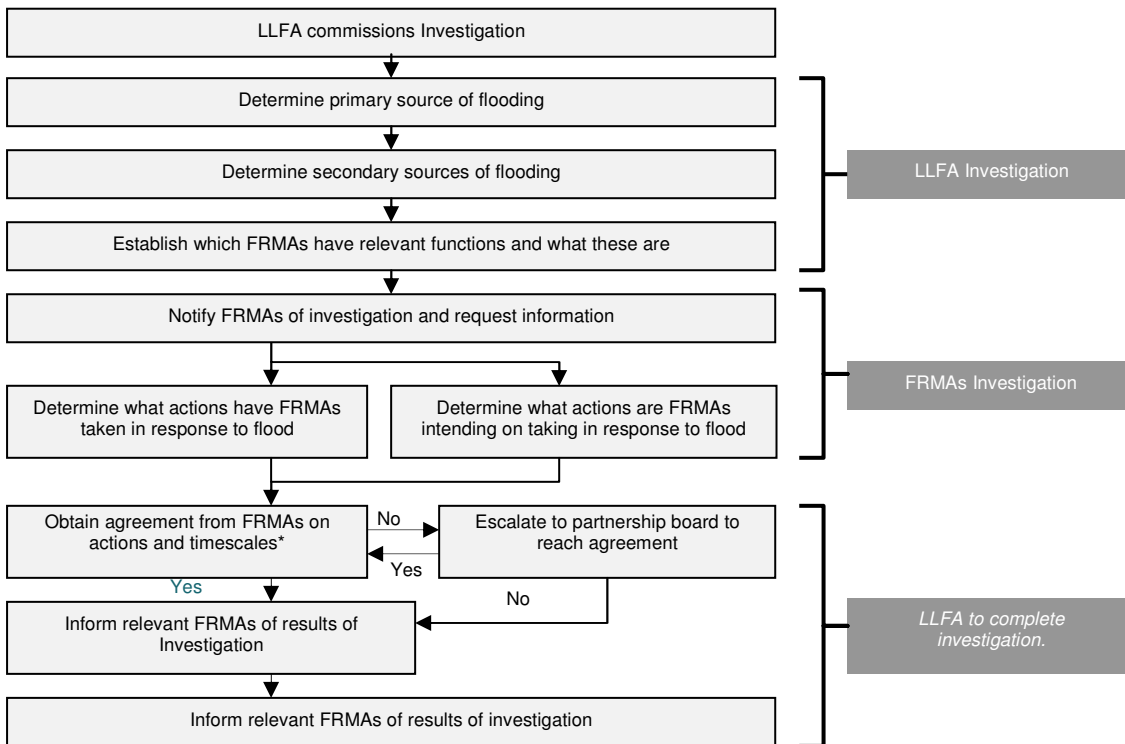 LLFA commissions Investigation
Determine primary source of flooding
Determine secondary sources of flooding
LLFA Investigation
Establish which FRMAs have relevant functions and what these are
Notify FRMAs of investigation and request information
FRMAs Investigation
Determine what actions have FRMAs
taken in response to flood
Determine what actions are FRMAs
intending on taking in response to flood
Obtain agreement from FRMAs on
actions and timescales*
No
Escalate to partnership board to
reach agreement
Yes
Yes
No
Inform relevant FRMAs of results of
Investigation
LLFA to complete
investigation.
Inform relevant FRMAs of results of investigation